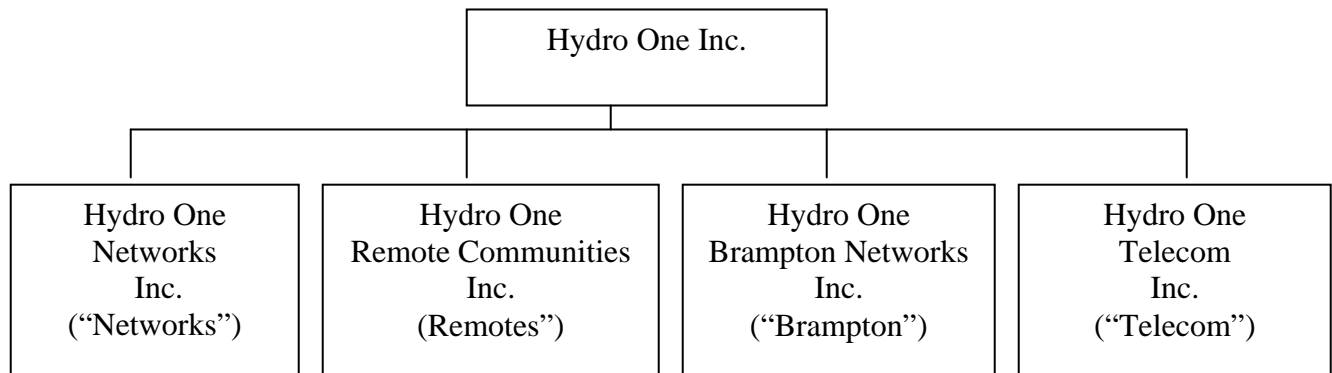 Hydro One Inc.
Hydro One
Networks
Inc.
(“Networks”)
Hydro One
Remote Communities
Inc.
(Remotes”)
Hydro One
Brampton Networks
Inc.
(“Brampton”)
Hydro One
Telecom
Inc.
(“Telecom”)